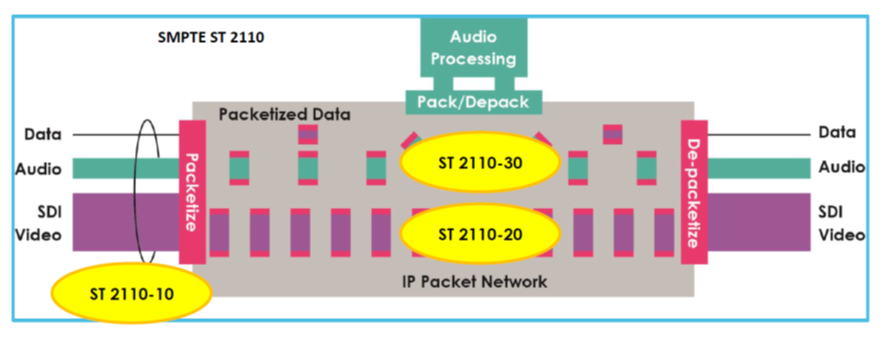 SMPTE ST 2110
Audio
Processing
Pack/Depack
Packetized Data
Data
Audio
SDI
Video
Packetize
ST 2110-30
ST 2110-20
De-packetize
Data
Audio
SDI
Video
IP Packet Network
ST 2110-10